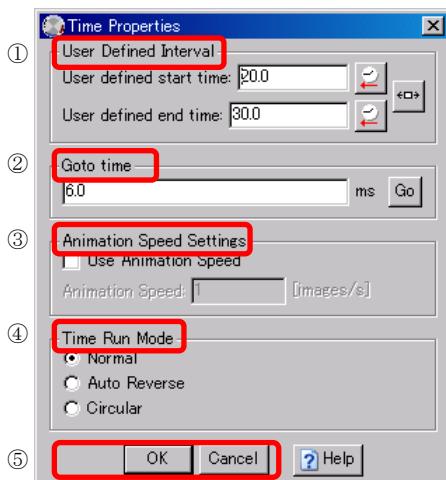 Time Properties
① User Defined Interval
User defined start time: 20.0
User defined end time: 30.0
② Goto time
6.0 ms Go
③ Animation Speed Settings
Use Animation Speed
Animation Speed: 1 [images/s]
④ Time Run Mode
Normal
Auto Reverse
Circular
⑤ OK Cancel ? Help